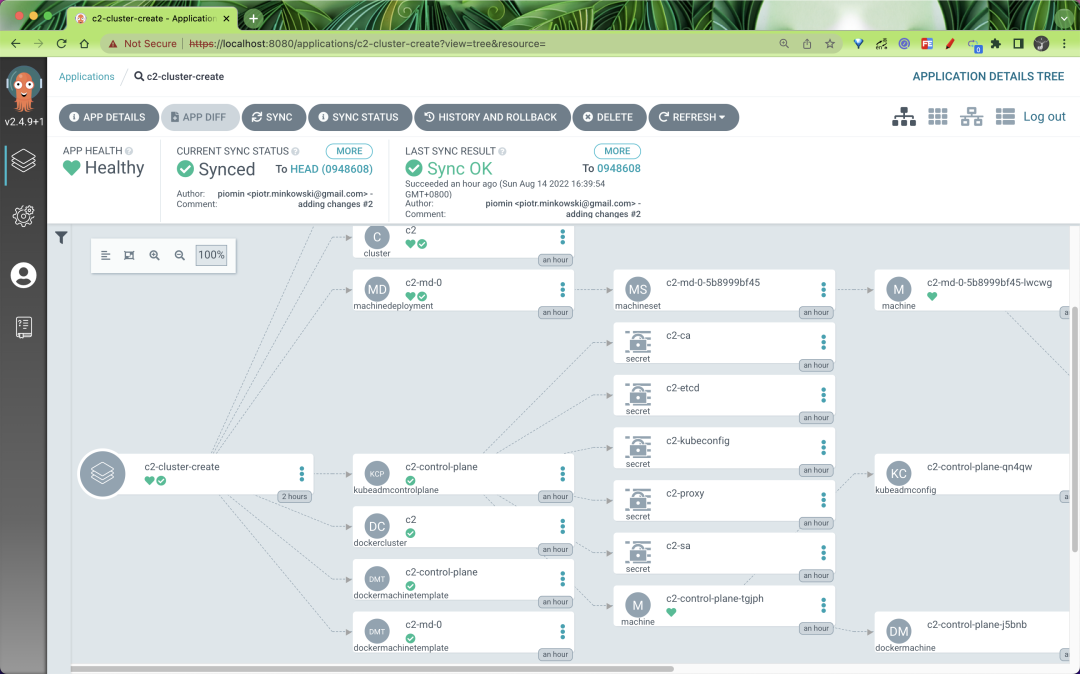 c2-cluster-create - Application
Not Secure https://localhost:8080/applications/c2-cluster-create?view=tree&resource=
0
v2.4.9+1
Applications / c2-cluster-create
APPLICATION DETAILS TREE
APP DETAILS
APP DIFF
SYNC
SYNC STATUS
HISTORY AND ROLLBACK
DELETE
REFRESH
Log out
APP HEALTH
Healthy
CURRENT SYNC STATUS
MORE
Synced
To HEAD (0948608)
Author: piomin <piotr.minkowski@gmail.com> -
Comment: adding changes #2
LAST SYNC RESULT
MORE
Sync OK
To 0948608
Succeeded an hour ago (Sun Aug 14 2022 16:39:54
GMT+0800)
Author: piomin <piotr.minkowski@gmail.com> -
Comment: adding changes #2
100%
c2-cluster-create
2 hours
C
cluster
c2
an hour
MD
machinedeployment
c2-md-0
an hour
KCP
kubeadmcontrolplane
c2-control-plane
an hour
DC
dockercluster
c2
an hour
DMT
dockermachinetemplate
c2-control-plane
an hour
DMT
dockermachinetemplate
c2-md-0
an hour
MS
machineset
c2-md-0-5b8999bf45
an hour
secret
c2-ca
an hour
secret
c2-etcd
an hour
secret
c2-kubeconfig
an hour
secret
c2-proxy
an hour
secret
c2-sa
an hour
M
machine
c2-control-plane-tgjph
an hour
M
machine
c2-md-0-5b8999bf45-lwcwg
a
KC
kubeadmconfig
c2-control-plane-qn4qw
a
DM
dockermachine
c2-control-plane-j5bnb
a